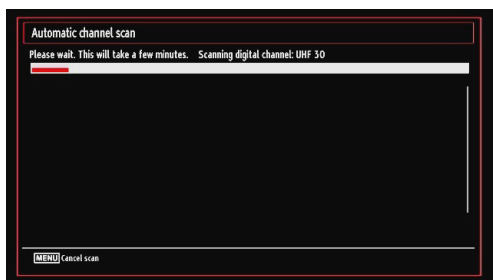 Automatic channel scan
Please wait. This will take a few minutes. Scanning digital channel: UHF 30
MENU Cancel scan